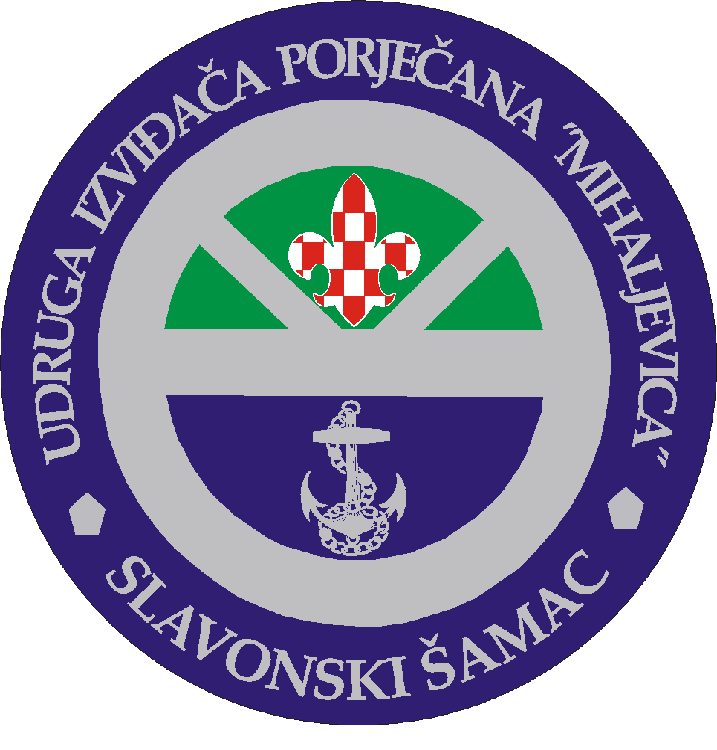 UDRUGA IZVIĐAČA PORJEČANA "MIHALJEVICA"
SLAVONSKI ŠAMAC